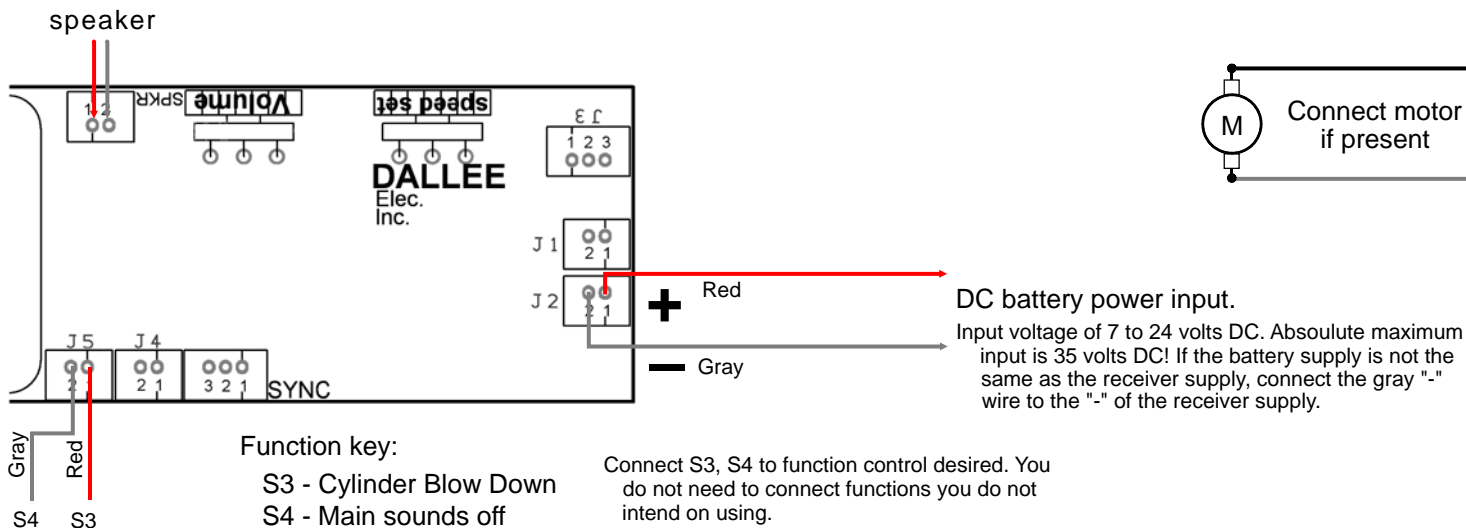 speaker
1 2
SPKR
Volume
speed set
J 3
1 2 3
DALLEE
Elec.
Inc.
M
Connect motor
if present
J 1
2 1
J 2
2 1
+
Red
−
Gray
DC battery power input.
Input voltage of 7 to 24 volts DC. Absoulute maximum
input is 35 volts DC! If the battery supply is not the
same as the receiver supply, connect the gray "-"
wire to the "-" of the receiver supply.
J 5
2 1
J 4
2 1
3 2 1
SYNC
Gray
Red
S4
S3
Function key:
S3 - Cylinder Blow Down
S4 - Main sounds off
Connect S3, S4 to function control desired. You
do not need to connect functions you do not
intend on using.